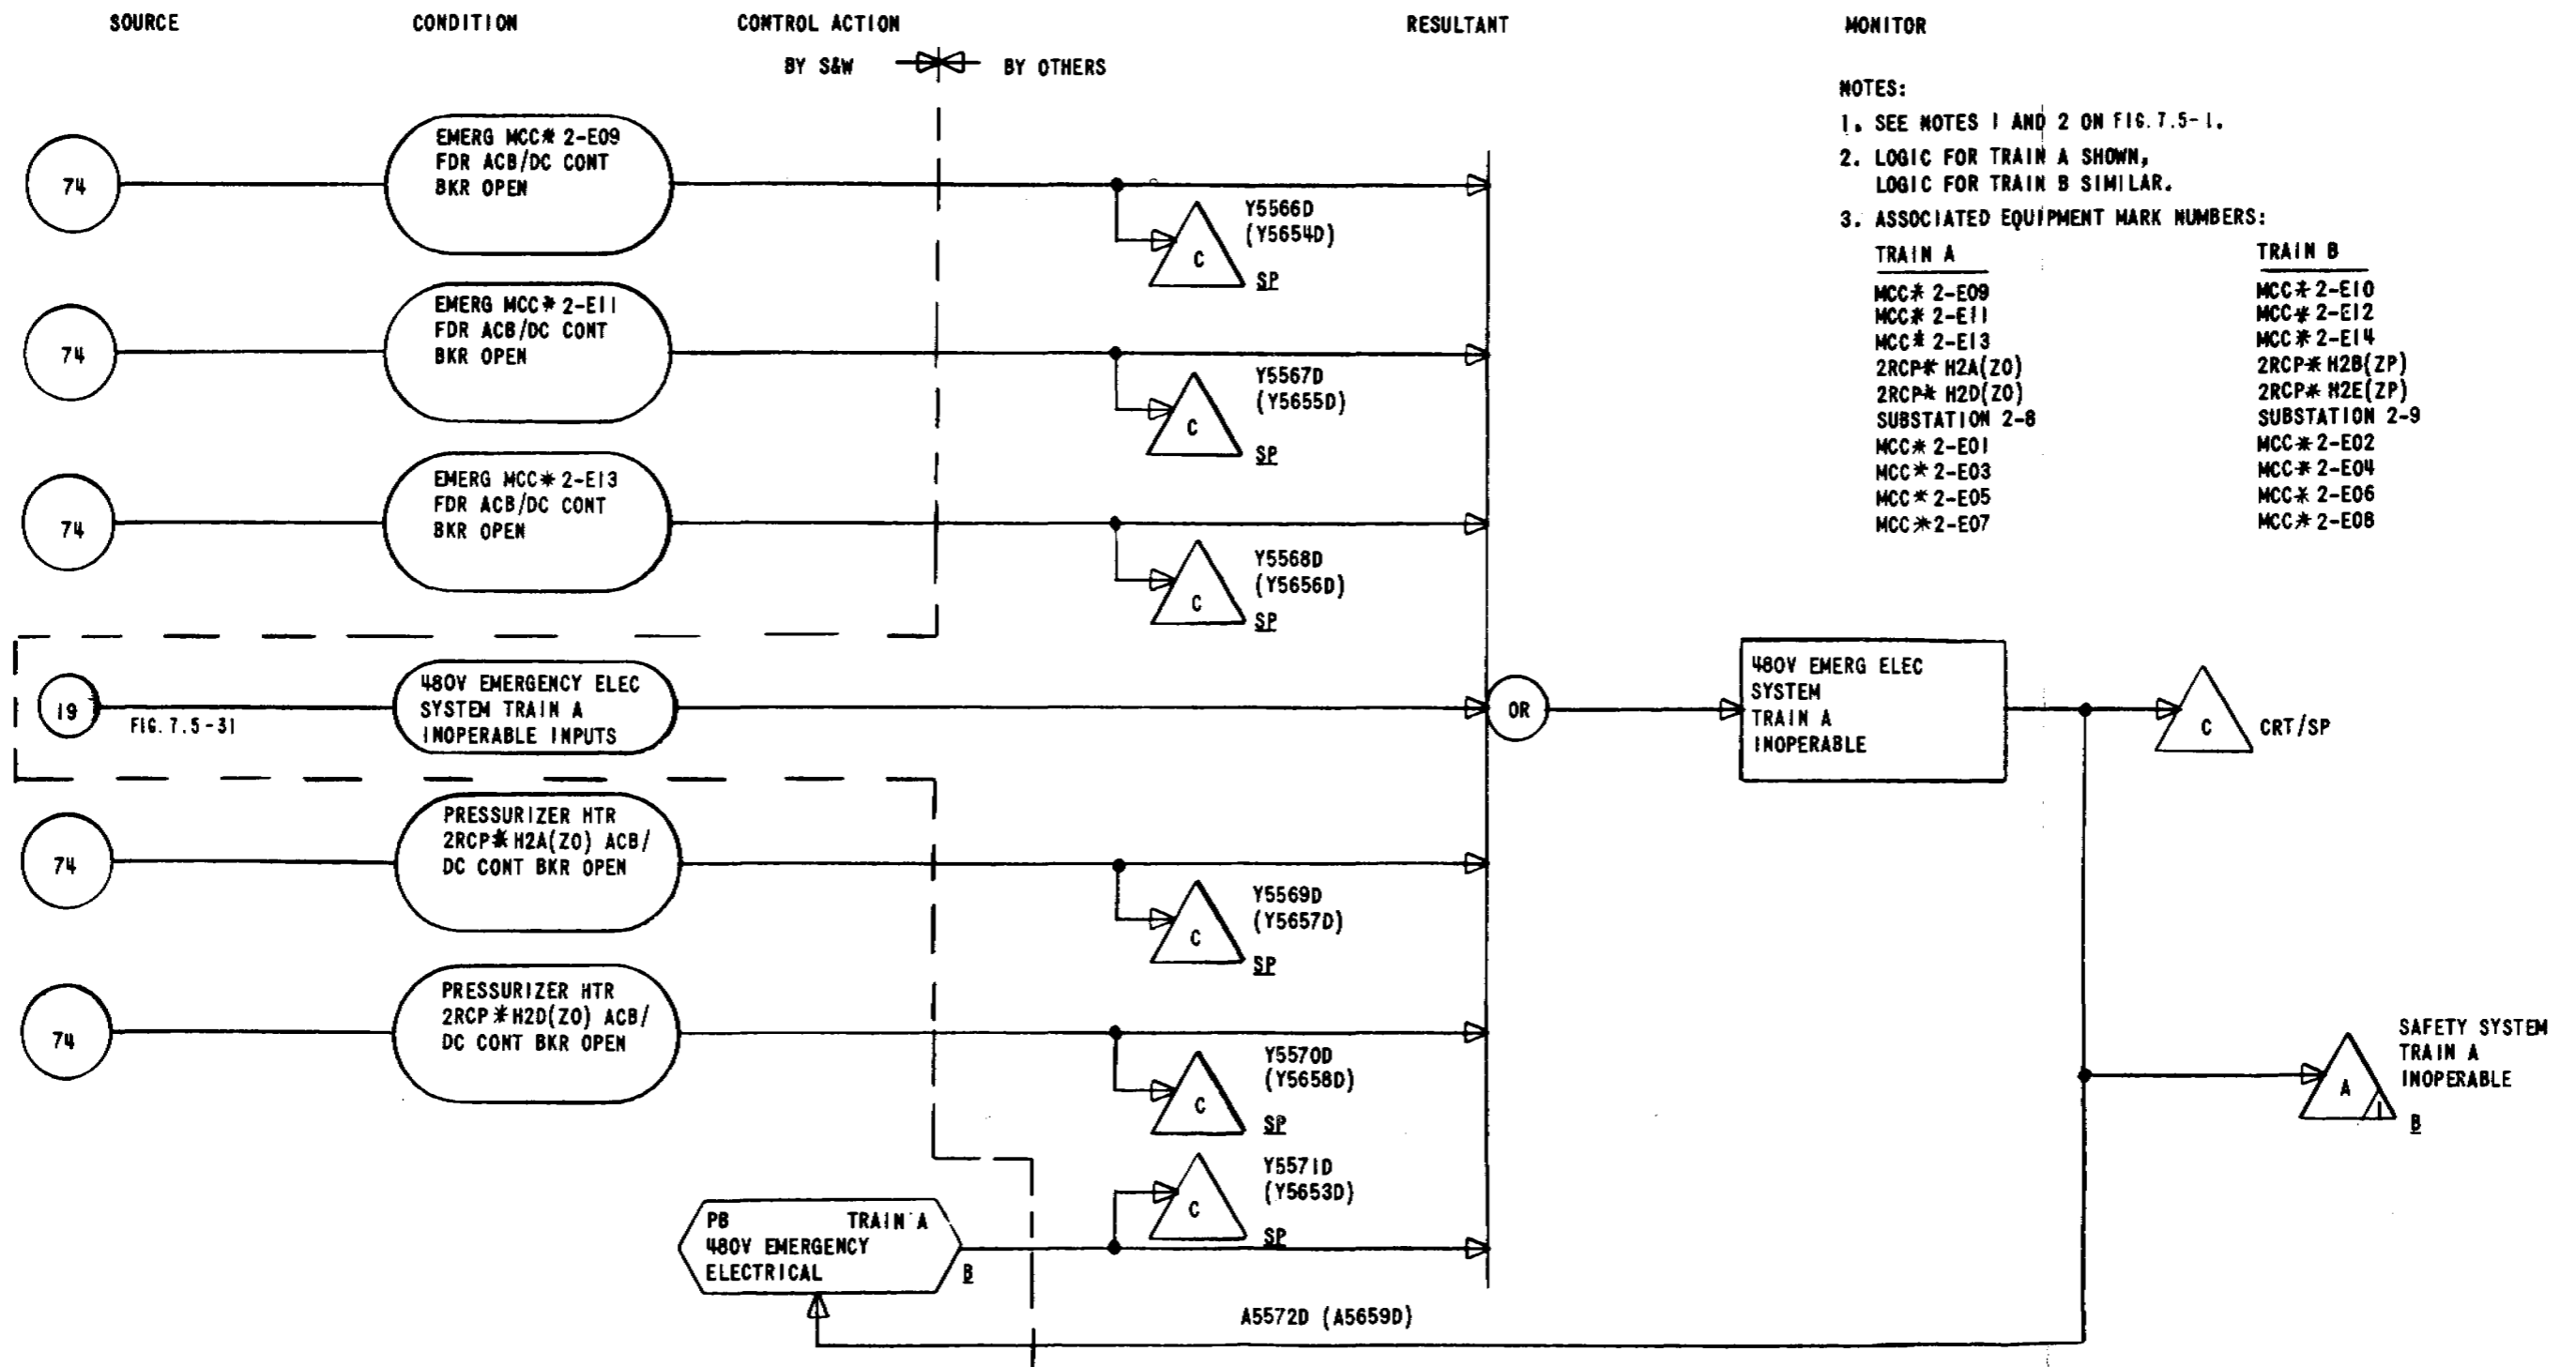 SOURCE CONDITION CONTROL ACTION RESULTANT MONITOR
BY S&W BY OTHERS
NOTES:
1. SEE NOTES 1 AND 2 ON FIG.7.5-1.
2. LOGIC FOR TRAIN A SHOWN,
LOGIC FOR TRAIN B SIMILAR.
3. ASSOCIATED EQUIPMENT MARK NUMBERS:
TRAIN A TRAIN B
MCC* 2-E09 MCC* 2-E10
MCC* 2-E11 MCC* 2-E12
MCC* 2-E13 MCC* 2-E14
2RCP* H2A(ZO) 2RCP* H2B(ZP)
2RCP* H2D(ZO) 2RCP* H2E(ZP)
SUBSTATION 2-8 SUBSTATION 2-9
MCC* 2-E01 MCC* 2-E02
MCC* 2-E03 MCC* 2-E04
MCC* 2-E05 MCC* 2-E06
MCC* 2-E07 MCC* 2-E08
74
EMERG MCC* 2-E09
FDR ACB/DC CONT
BKR OPEN
Y5566D
(Y5654D)
C
SP
74
EMERG MCC* 2-E11
FDR ACB/DC CONT
BKR OPEN
Y5567D
(Y5655D)
C
SP
74
EMERG MCC* 2-E13
FDR ACB/DC CONT
BKR OPEN
Y5568D
(Y5656D)
C
SP
19
FIG. 7.5-31
480V EMERGENCY ELEC
SYSTEM TRAIN A
INOPERABLE INPUTS
OR
480V EMERG ELEC
SYSTEM
TRAIN A
INOPERABLE
C
CRT/SP
74
PRESSURIZER HTR
2RCP* H2A(ZO) ACB/
DC CONT BKR OPEN
Y5569D
(Y5657D)
C
SP
74
PRESSURIZER HTR
2RCP*H2D(ZO) ACB/
DC CONT BKR OPEN
Y5570D
(Y5658D)
C
SP
SAFETY SYSTEM
TRAIN A
INOPERABLE
A
1
B
Y5571D
(Y5653D)
C
SP
PB TRAIN A
480V EMERGENCY
ELECTRICAL
B
A5572D (A5659D)